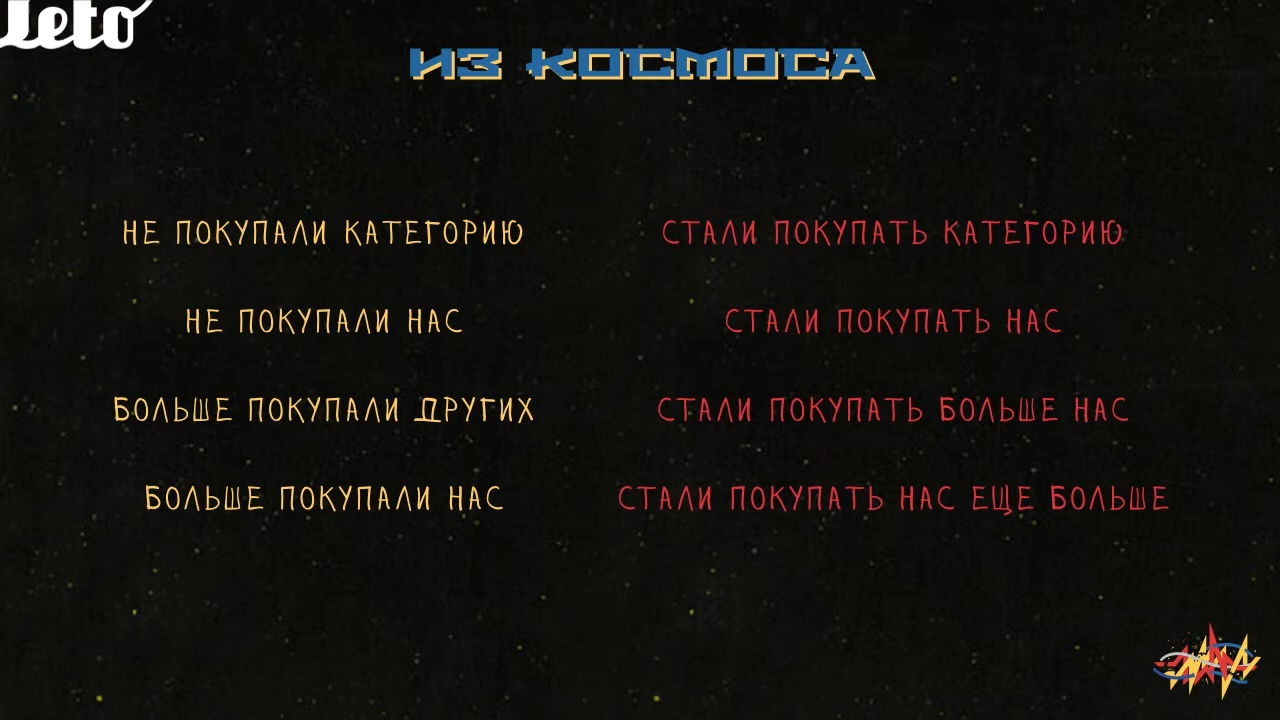 Leto
ИЗ КОСМОСА
НЕ ПОКУПАЛИ КАТЕГОРИЮ
СТАЛИ ПОКУПАТЬ КАТЕГОРИЮ
НЕ ПОКУПАЛИ НАС
СТАЛИ ПОКУПАТЬ НАС
БОЛЬШЕ ПОКУПАЛИ ДРУГИХ
СТАЛИ ПОКУПАТЬ БОЛЬШЕ НАС
БОЛЬШЕ ПОКУПАЛИ НАС
СТАЛИ ПОКУПАТЬ НАС ЕЩЕ БОЛЬШЕ